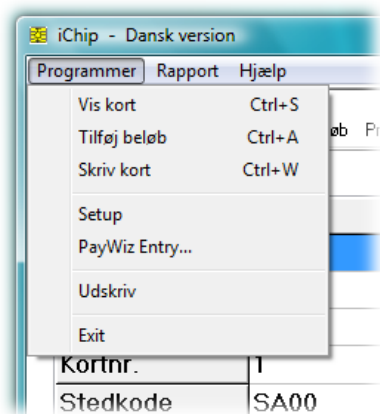 iChip - Dansk version
Programmer Rapport Hjælp
Vis kort Ctrl+S
Tilføj beløb Ctrl+A
Skriv kort Ctrl+W
Setup
PayWiz Entry...
Udskriv
Exit
Kortnr. 1
Stedkode SA00